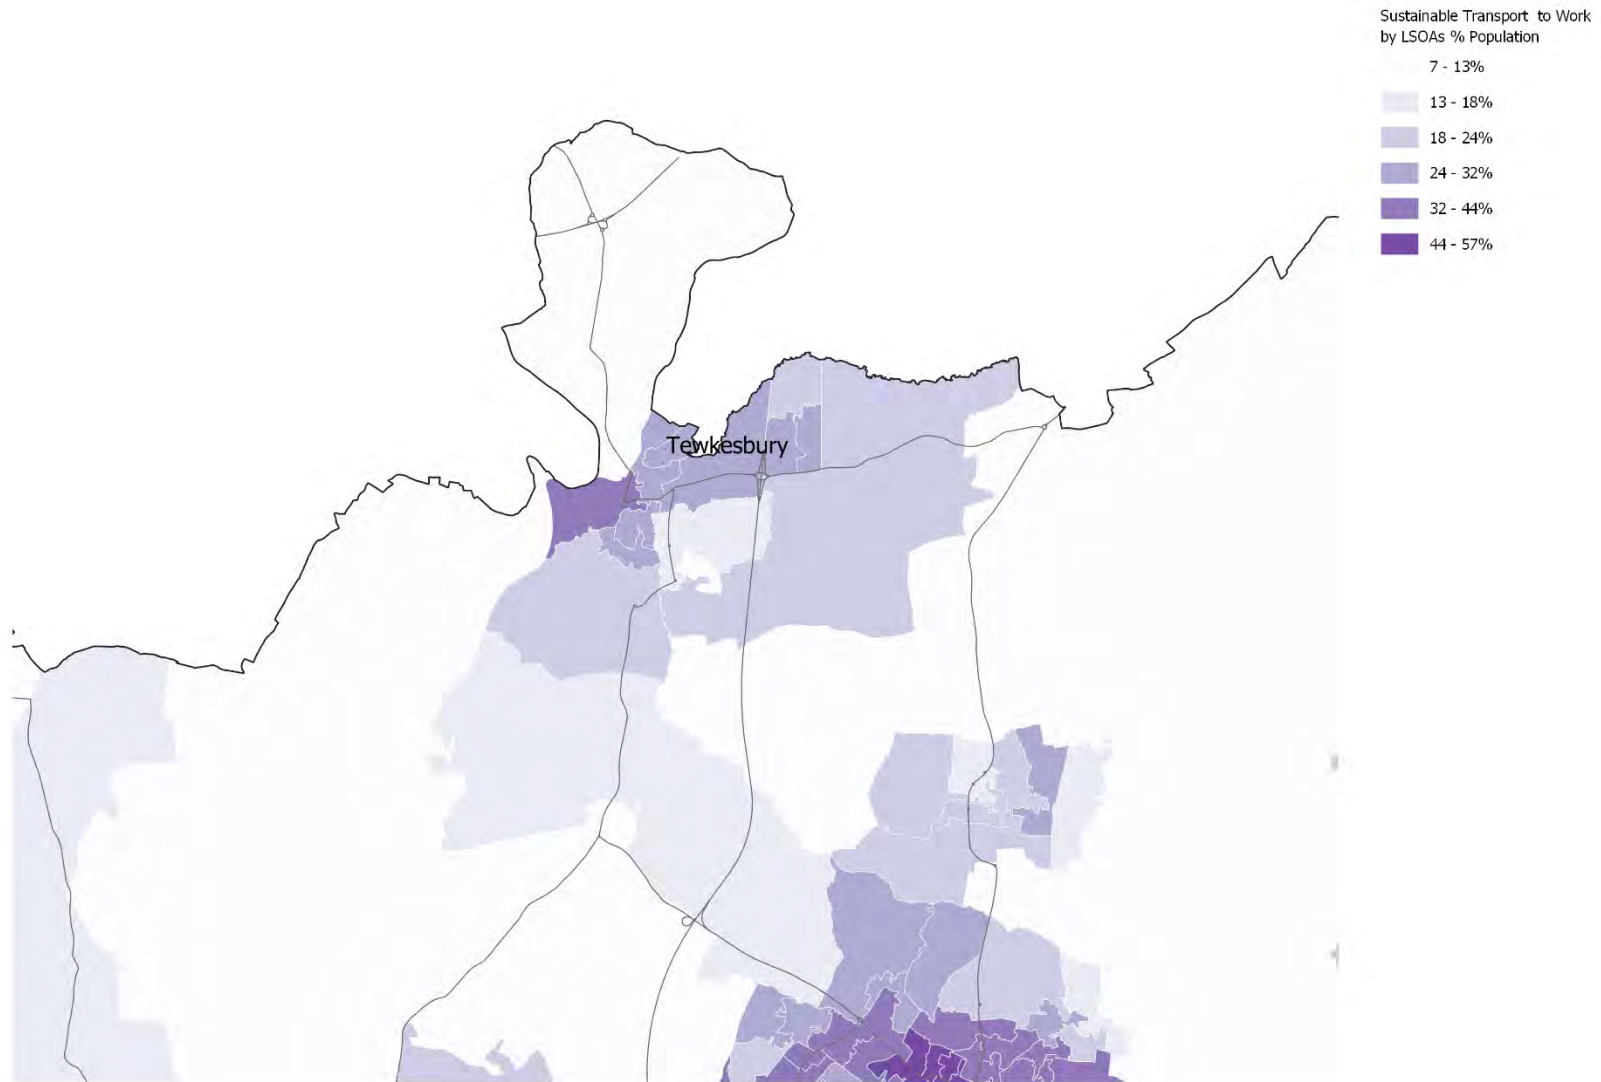 Sustainable Transport to Work
by LSOAs % Population
7 - 13%
13 - 18%
18 - 24%
24 - 32%
32 - 44%
44 - 57%
Tewkesbury